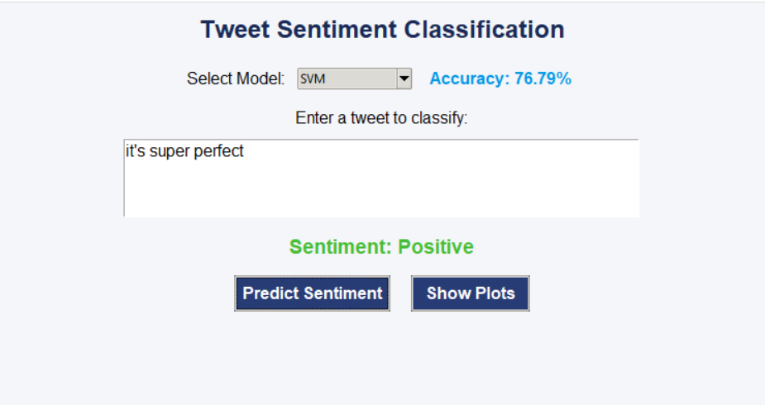 Tweet Sentiment Classification
Select Model: SVM Accuracy: 76.79%
Enter a tweet to classify:
it's super perfect
Sentiment: Positive
Predict Sentiment Show Plots